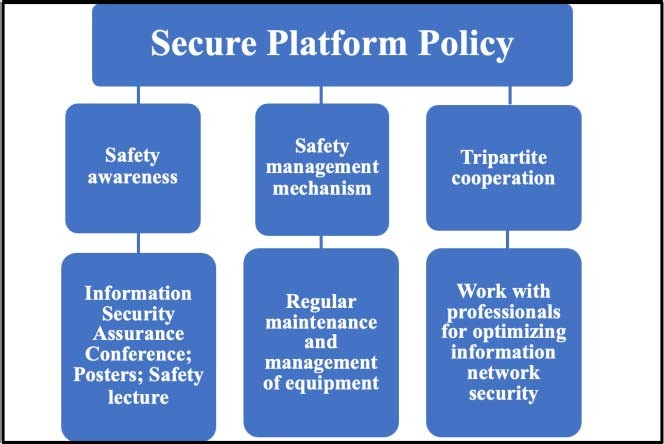 Secure Platform Policy
Safety
awareness
Safety
management
mechanism
Tripartite
cooperation
Information
Security
Assurance
Conference;
Posters; Safety
lecture
Regular
maintenance
and
management
of equipment
Work with
professionals
for optimizing
information
network
security